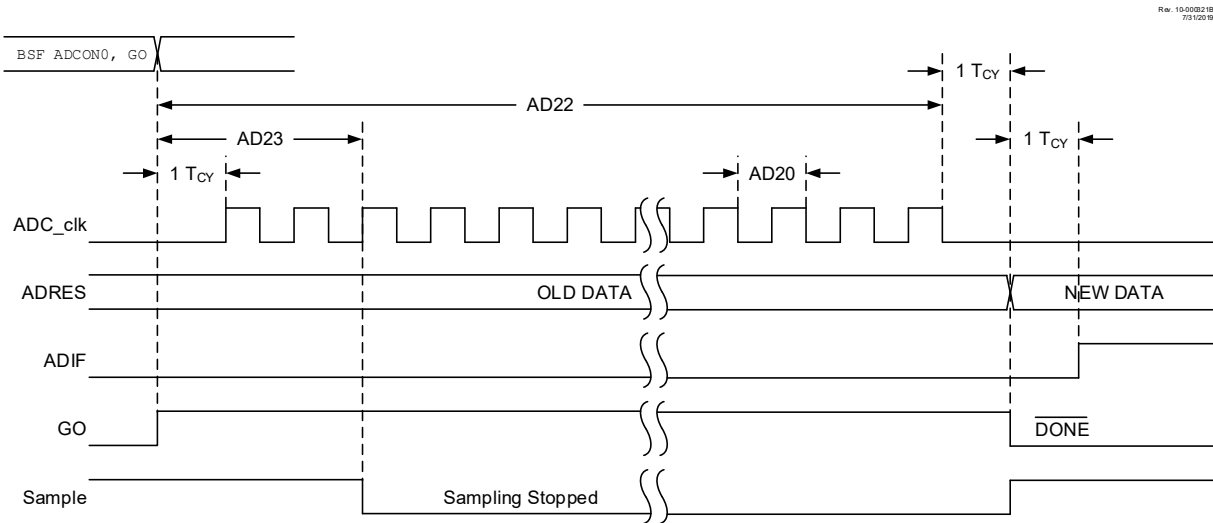 Rev. 10-000321B
7/31/2019
BSF ADCON0, GO
1 TCY
AD22
AD23
1 TCY
1 TCY
AD20
ADC_clk
ADRES
OLD DATA
NEW DATA
ADIF
GO
DONE
Sample
Sampling Stopped